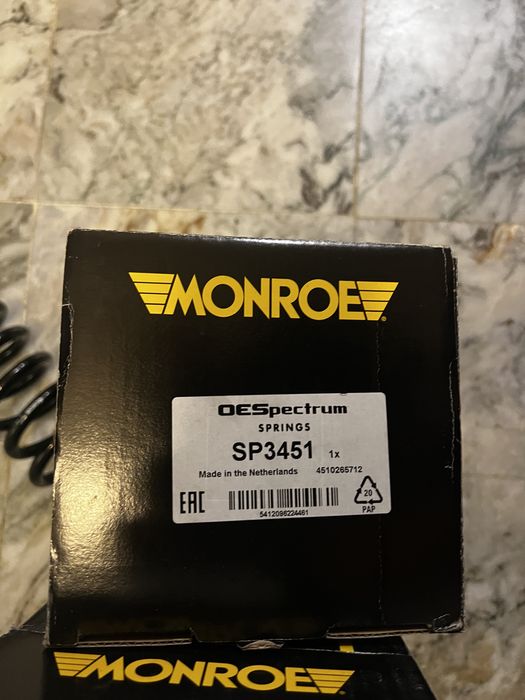 MONROE
OESpectrum
SPRINGS
SP3451 1x
Made in the Netherlands 4510265712
EAC
20
PAP
5412096224461
MONROE